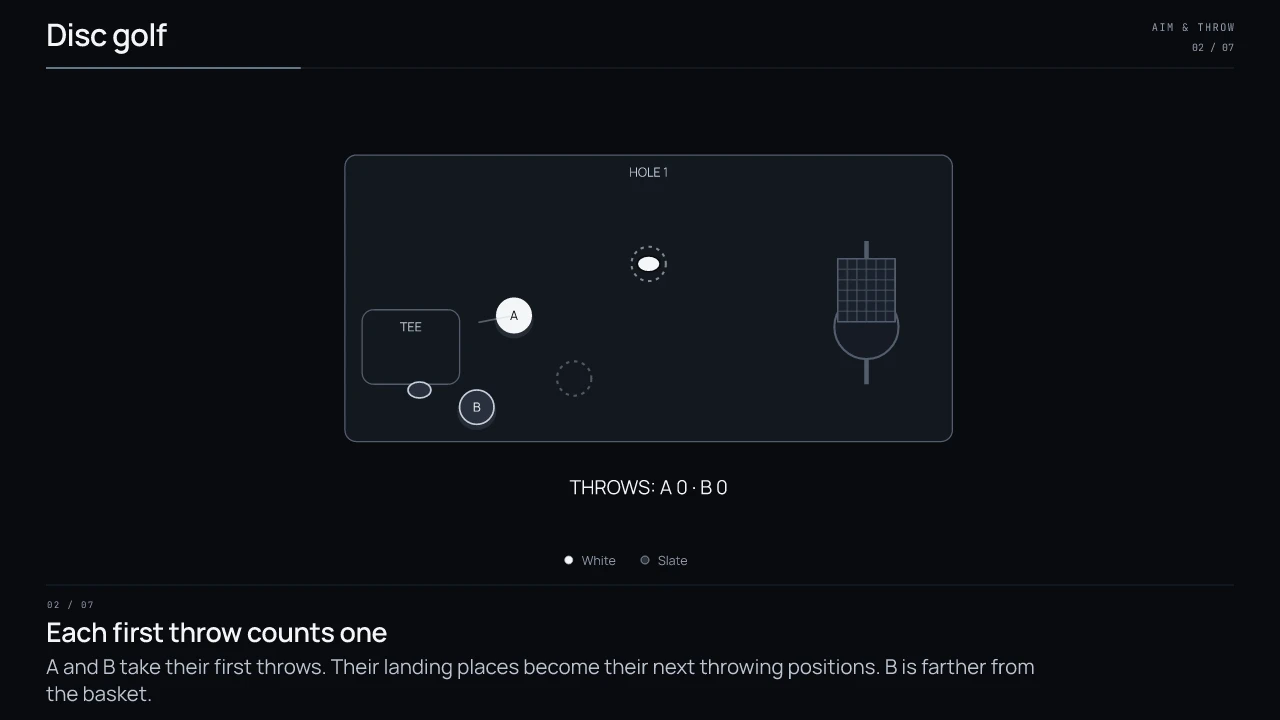 Disc golf
AIM & THROW
02 / 07
HOLE 1
A
TEE
B
THROWS: A 0 · B 0
White
Slate
02 / 07
Each first throw counts one
A and B take their first throws. Their landing places become their next throwing positions. B is farther from
the basket.